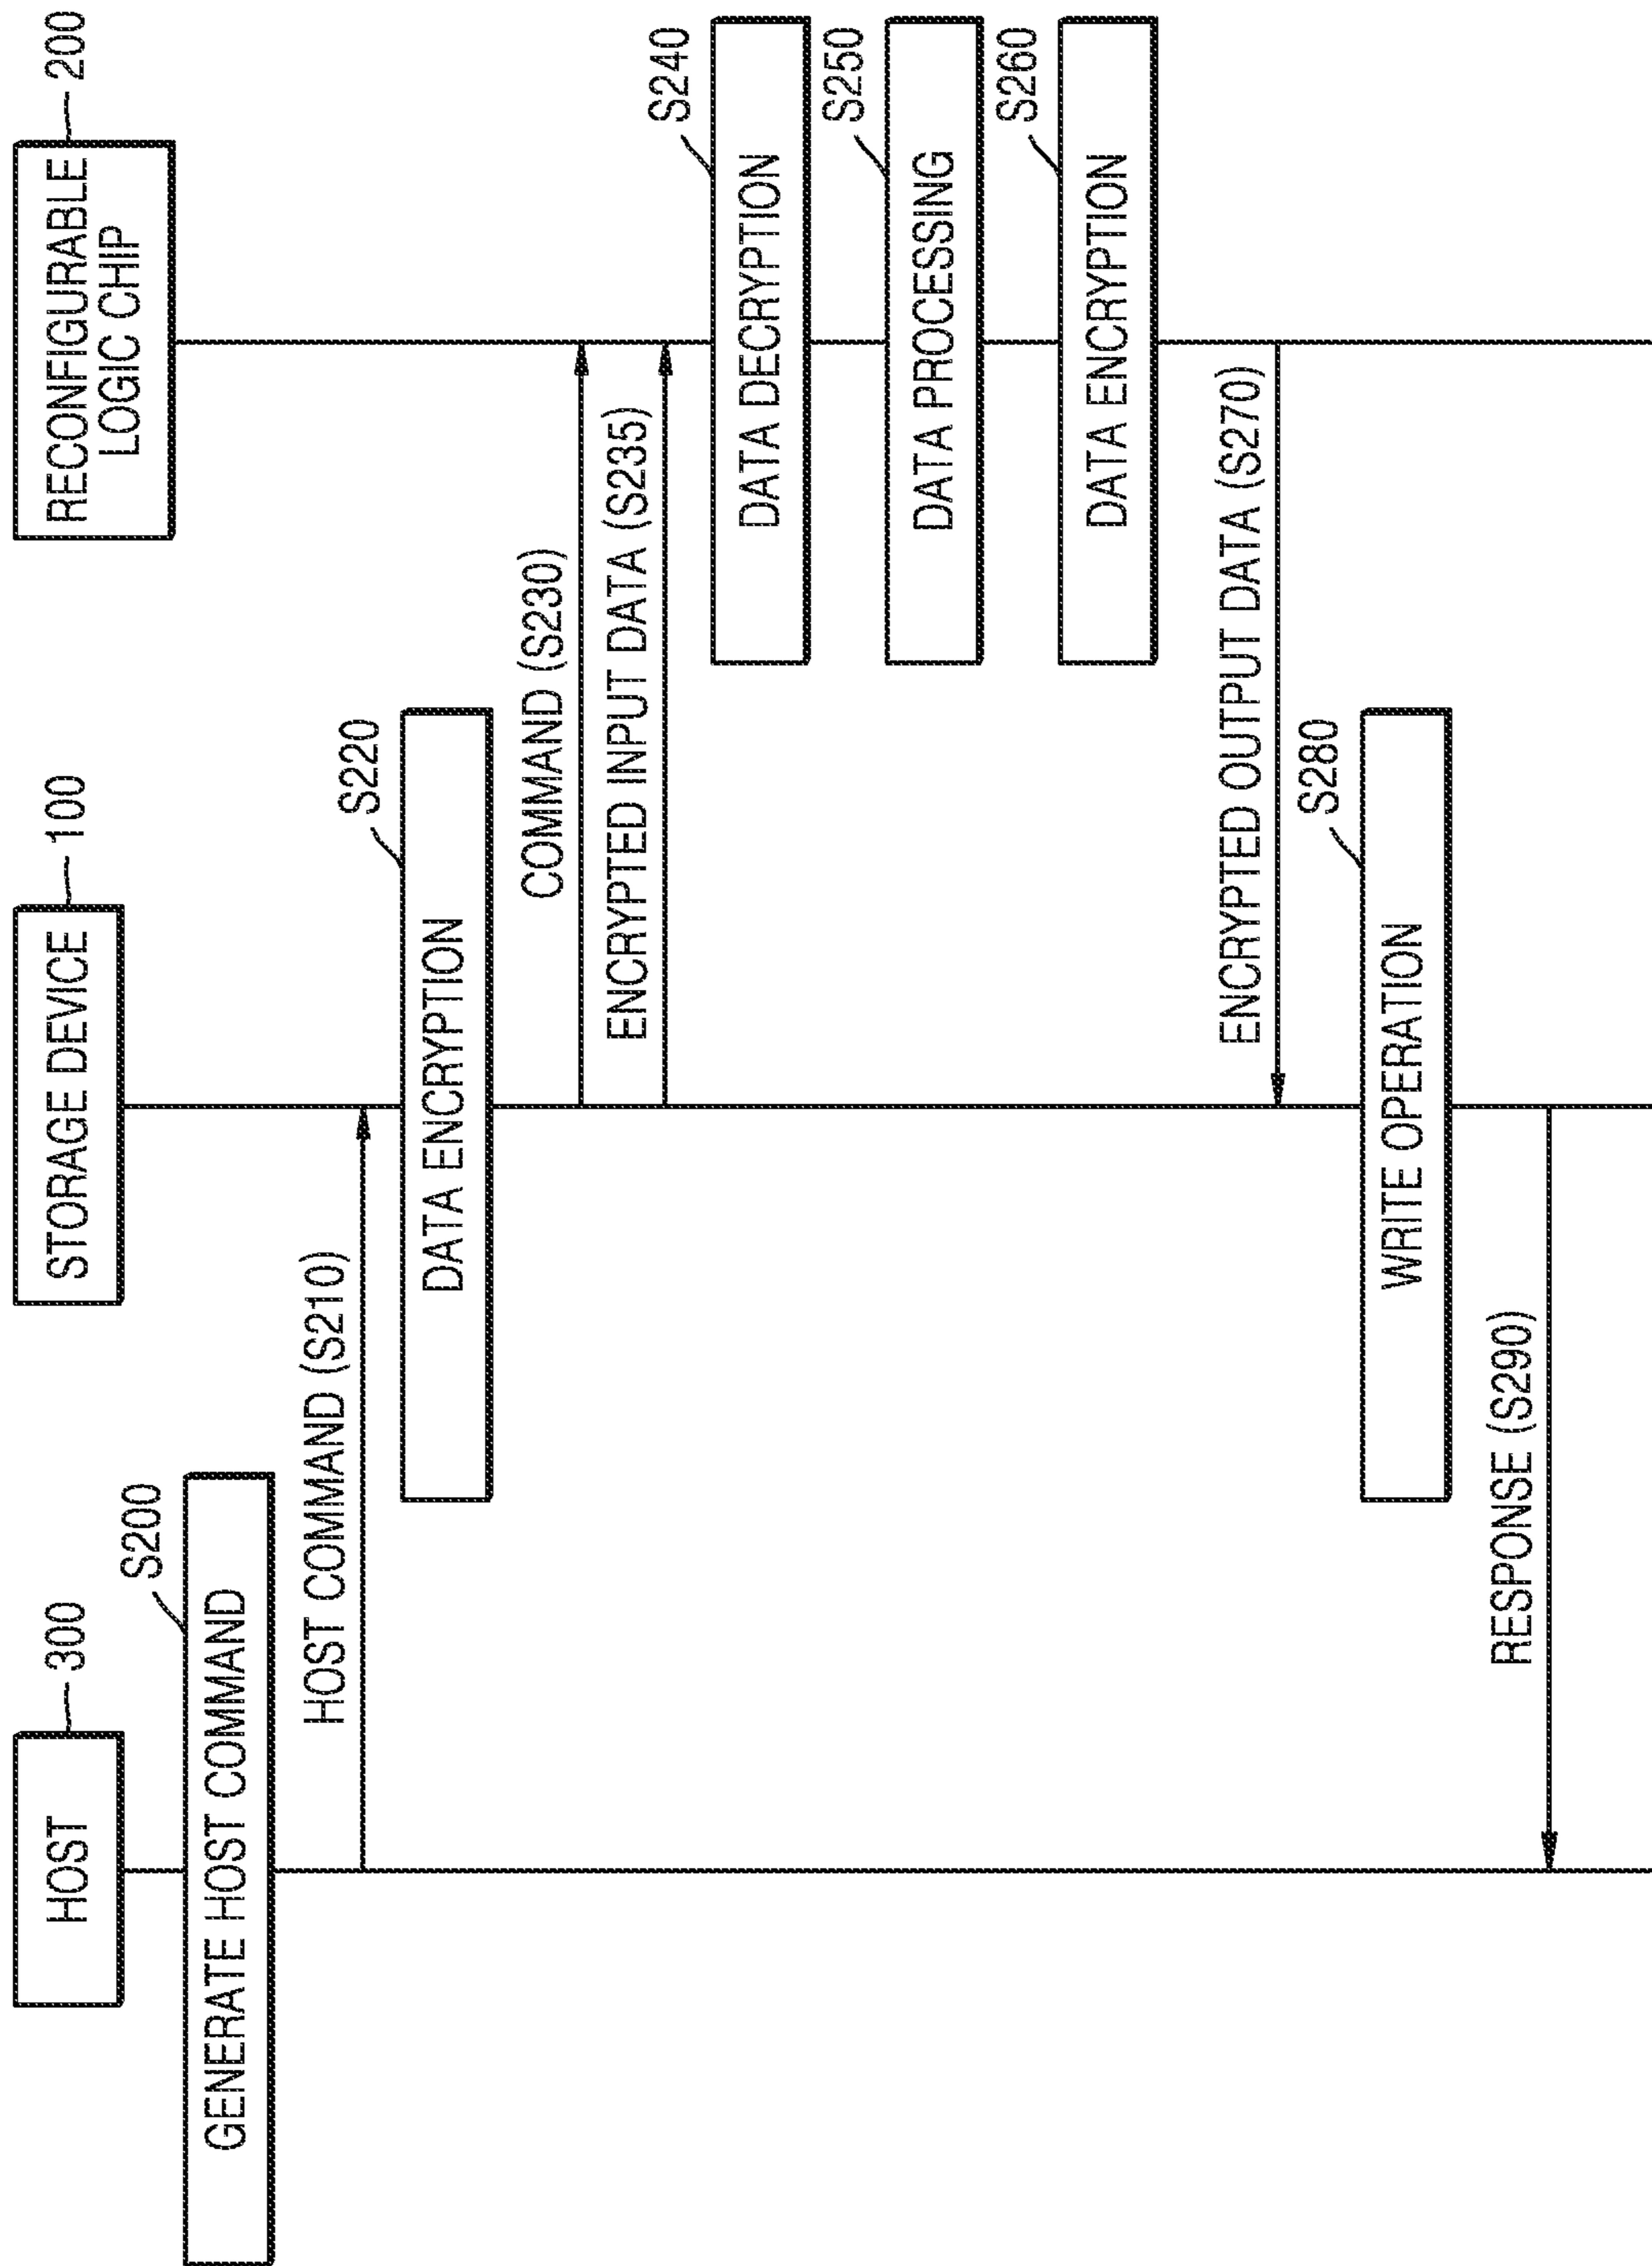 HOST
300
STORAGE DEVICE
100
RECONFIGURABLE
LOGIC CHIP
200
S200
GENERATE HOST COMMAND
HOST COMMAND (S210)
S220
DATA ENCRYPTION
COMMAND (S230)
ENCRYPTED INPUT DATA (S235)
S240
DATA DECRYPTION
S250
DATA PROCESSING
S260
DATA ENCRYPTION
ENCRYPTED OUTPUT DATA (S270)
S280
WRITE OPERATION
RESPONSE (S290)